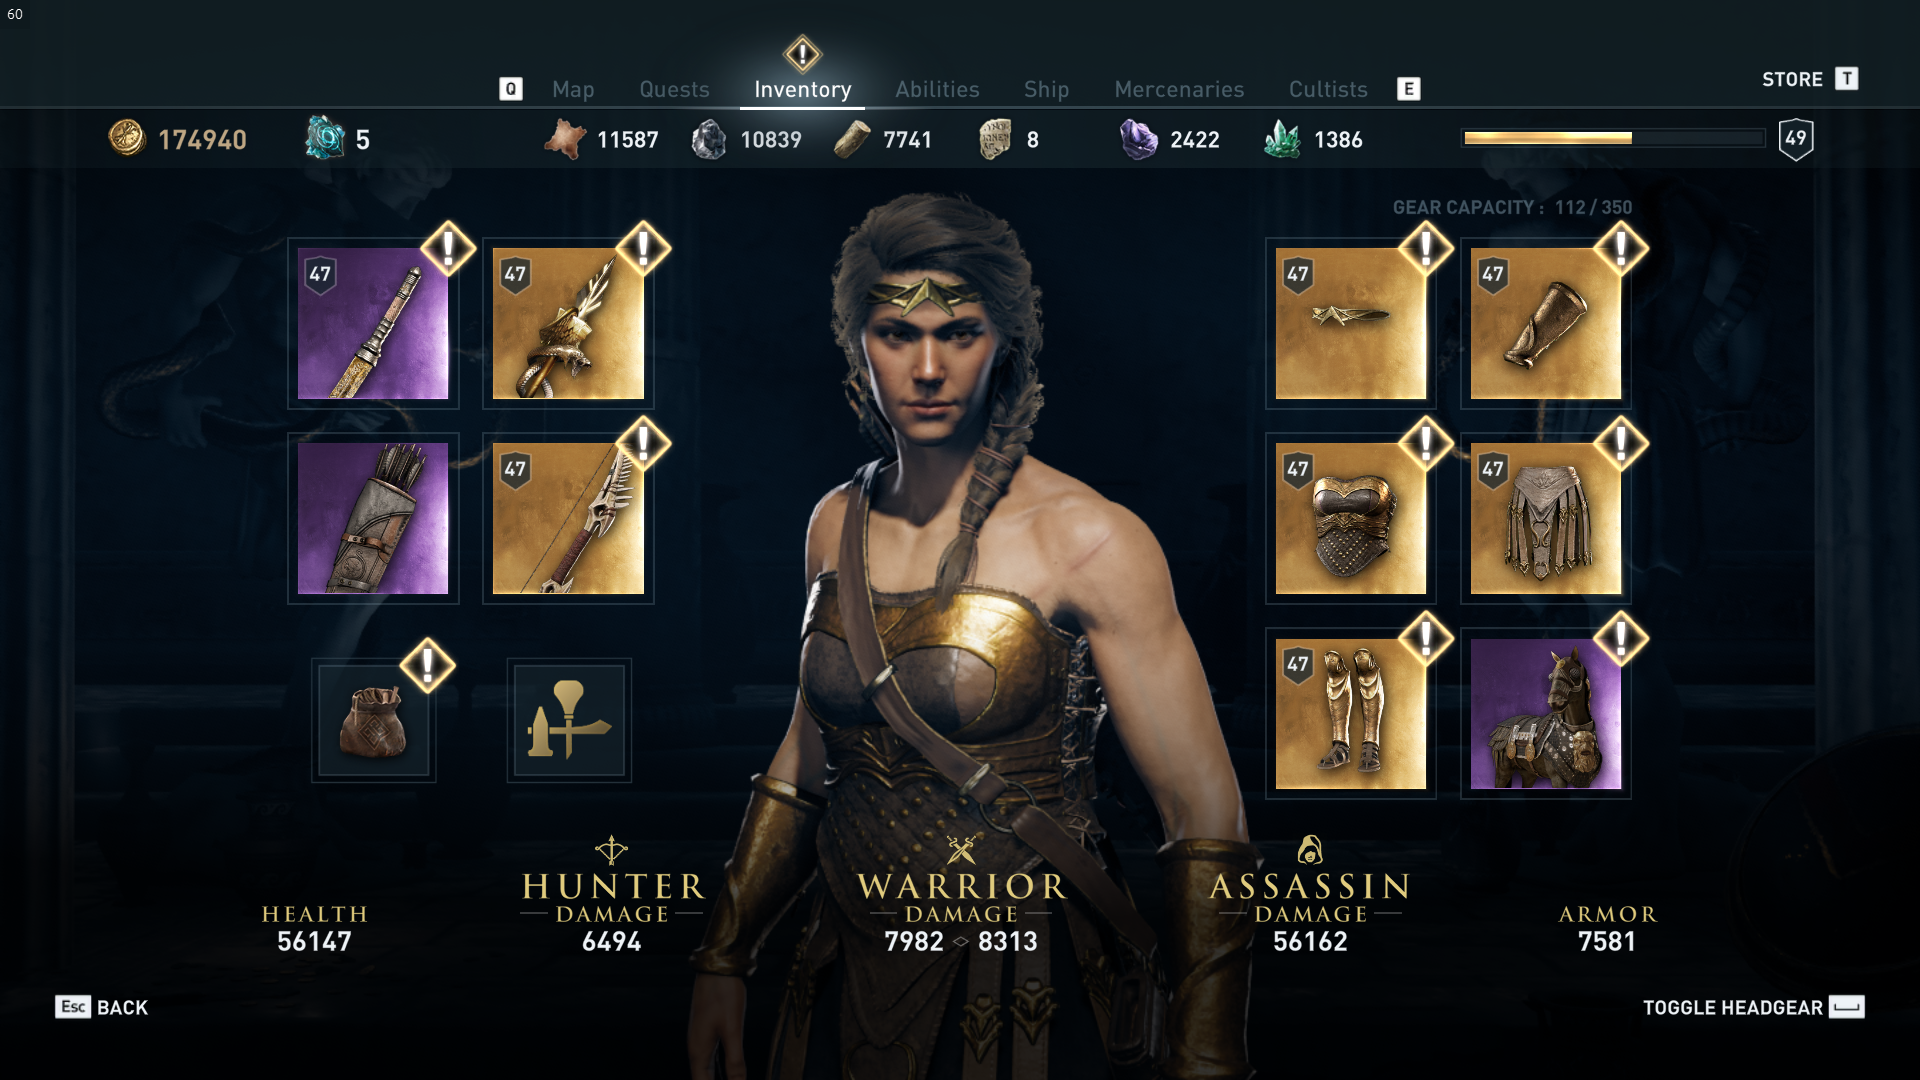 60
Q Map Quests Inventory Abilities Ship Mercenaries Cultists E
STORE T
174940 5 11587 10839 7741 8 2422 1386 49
GEAR CAPACITY : 112 / 350
47 47 47 47
47 47 47
47
HUNTER WARRIOR ASSASSIN
HEALTH DAMAGE DAMAGE DAMAGE ARMOR
56147 6494 7982 8313 56162 7581
Esc BACK
TOGGLE HEADGEAR